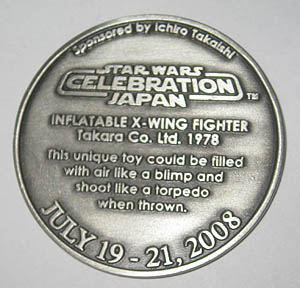 Sponsored by Ichiro Takaishi
STAR WARS
CELEBRATION
JAPAN TM
INFLATABLE X-WING FIGHTER
Takara Co. Ltd. 1978
This unique toy could be filled
with air like a blimp and
shoot like a torpedo
when thrown.
JULY 19 - 21, 2008